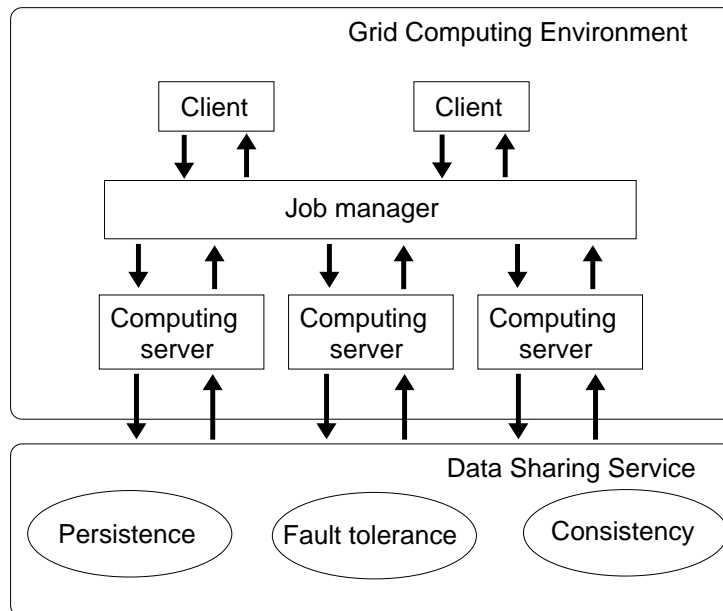 Grid Computing Environment
Client
Client
Job manager
Computing
server
Computing
server
Computing
server
Data Sharing Service
Persistence
Fault tolerance
Consistency